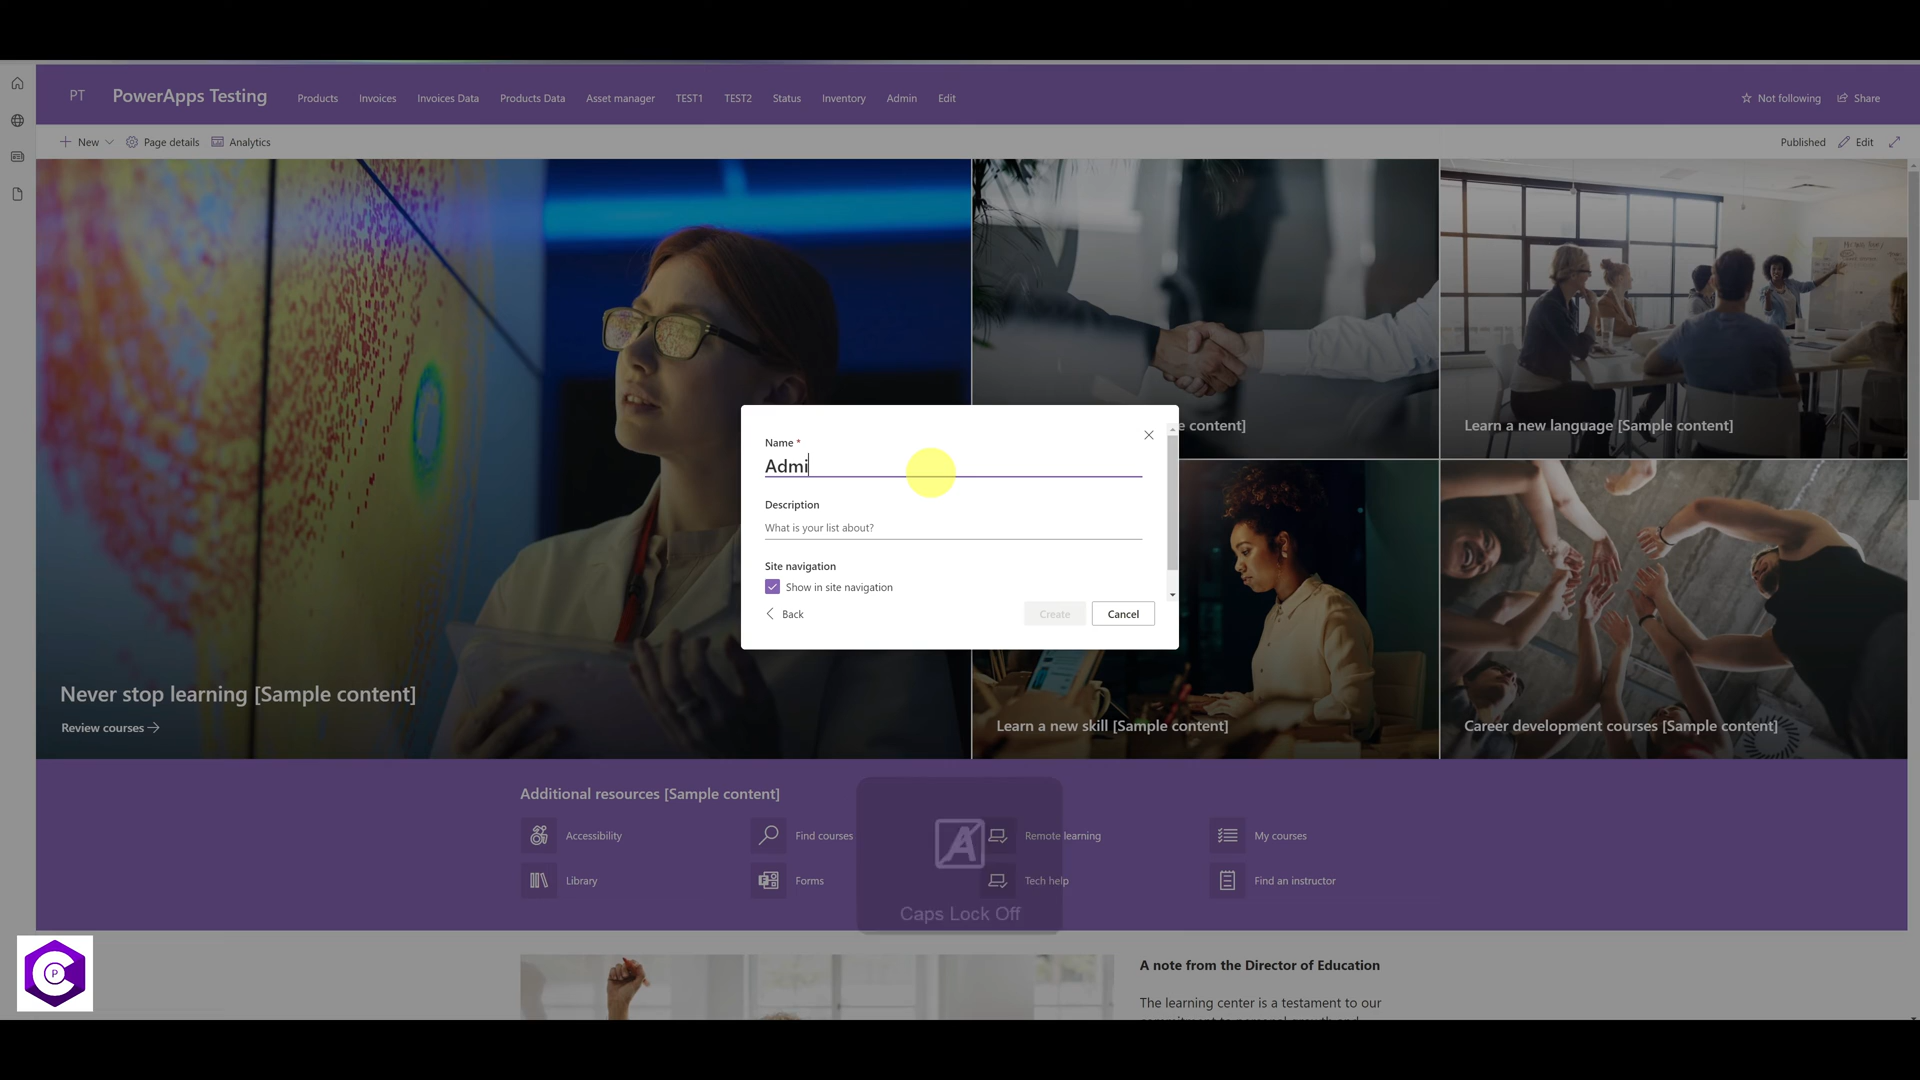 PT PowerApps Testing Products Invoices Invoices Data Products Data Asset manager TEST1 TEST2 Status Inventory Admin Edit Not following Share
New Page details Analytics Published Edit
e content]
Learn a new language [Sample content]
Name *
Admi
Description
What is your list about?
Site navigation
Show in site navigation
Back Create Cancel
Never stop learning [Sample content]
Review courses
Learn a new skill [Sample content]
Career development courses [Sample content]
Additional resources [Sample content]
Accessibility Find courses Remote learning My courses
Library Forms Tech help Find an instructor
Caps Lock Off
C P
A note from the Director of Education
The learning center is a testament to our